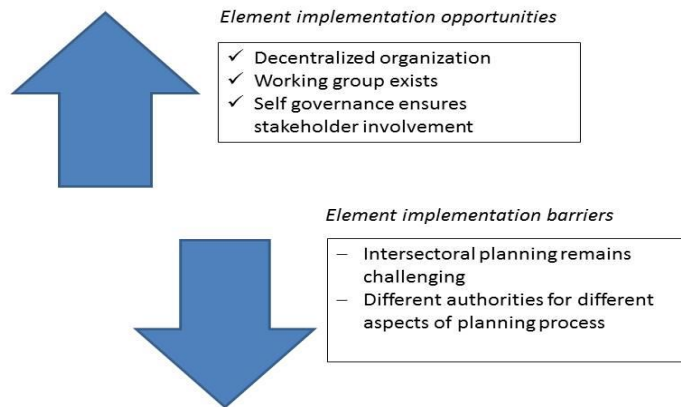 Element implementation opportunities
✓ Decentralized organization
✓ Working group exists
✓ Self governance ensures
stakeholder involvement
Element implementation barriers
– Intersectoral planning remains
challenging
– Different authorities for different
aspects of planning process